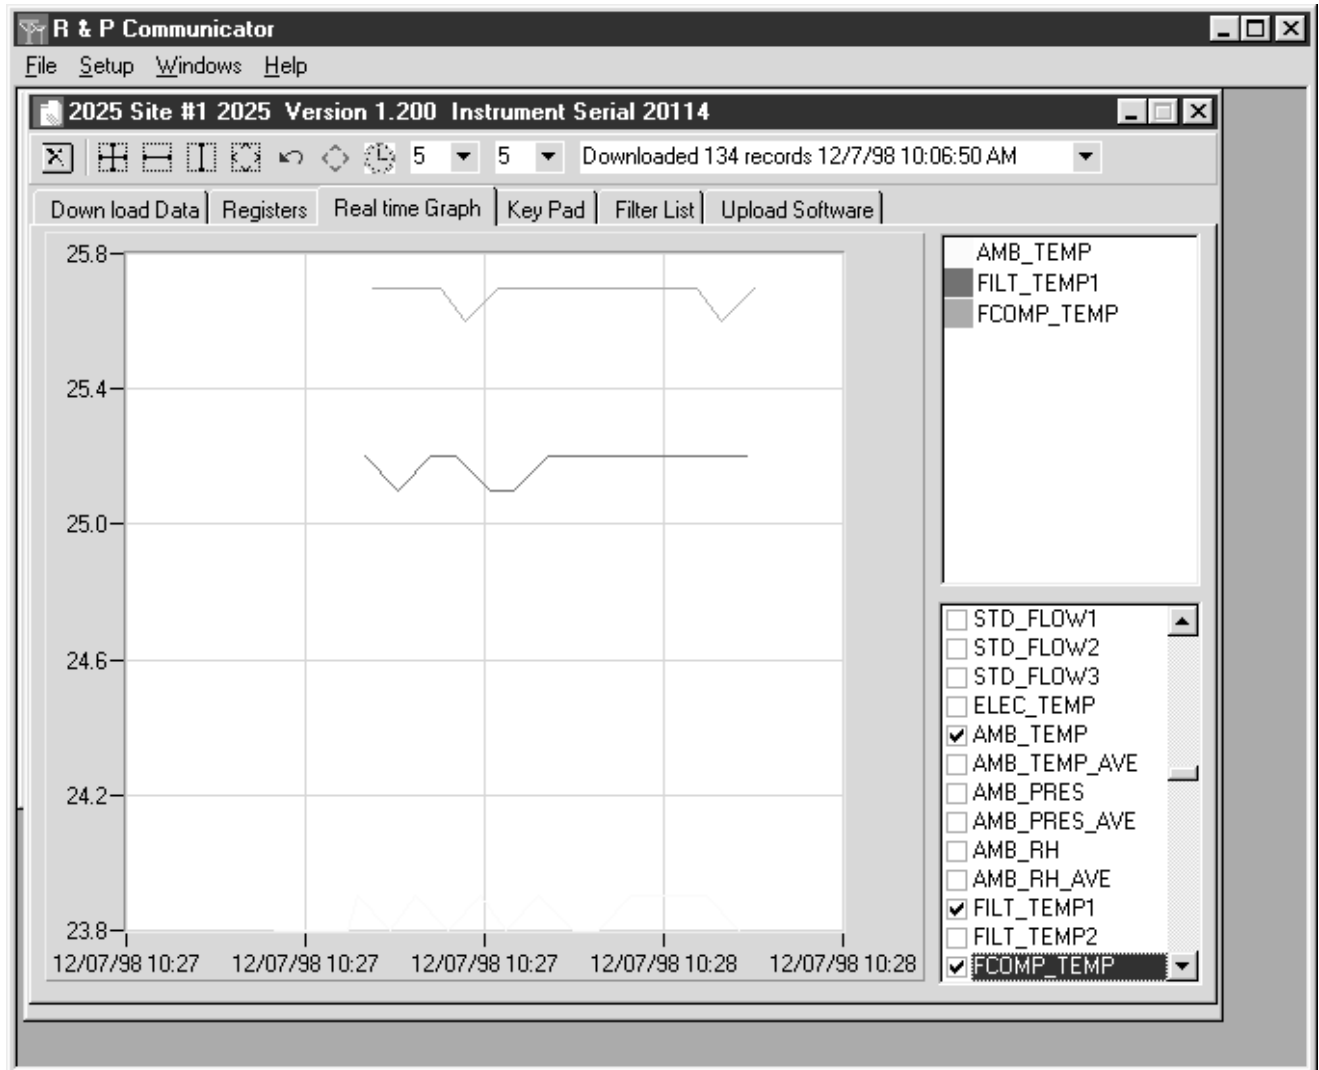 R & P Communicator
File Setup Windows Help
2025 Site #1 2025 Version 1.200 Instrument Serial 20114
5 5 Downloaded 134 records 12/7/98 10:06:50 AM
Down load Data Registers Real time Graph Key Pad Filter List Upload Software
25.8
25.4
25.0
24.6
24.2
23.8
12/07/98 10:27 12/07/98 10:27 12/07/98 10:27 12/07/98 10:28 12/07/98 10:28
AMB_TEMP
FILT_TEMP1
FCOMP_TEMP
STD_FLOW1
STD_FLOW2
STD_FLOW3
ELEC_TEMP
AMB_TEMP
AMB_TEMP_AVE
AMB_PRES
AMB_PRES_AVE
AMB_RH
AMB_RH_AVE
FILT_TEMP1
FILT_TEMP2
FCOMP_TEMP